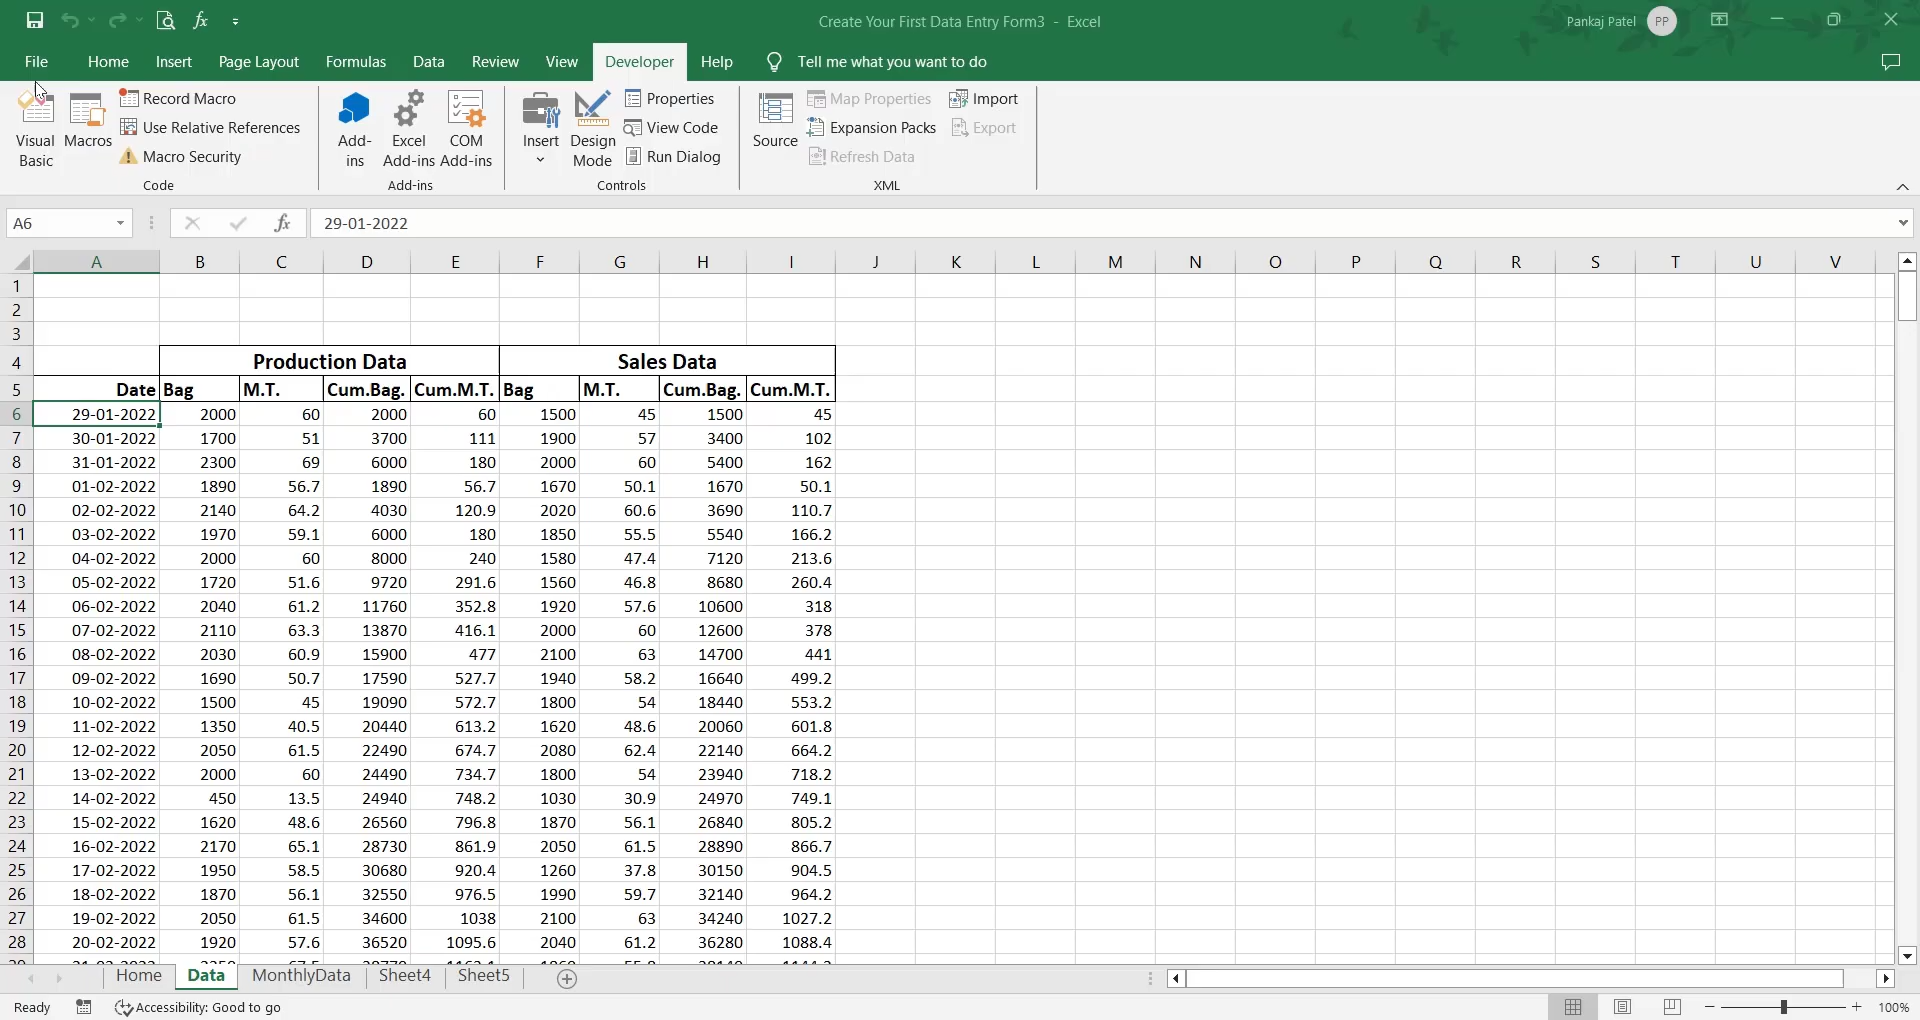 Create Your First Data Entry Form3 - Excel
Pankaj Patel PP
File Home Insert Page Layout Formulas Data Review View Developer Help Tell me what you want to do
Visual Basic
Macros
Record Macro
Use Relative References
Macro Security
Code
Add-ins
Excel Add-ins
COM Add-ins
Add-ins
Insert
Design Mode
Properties
View Code
Run Dialog
Controls
Source
Map Properties
Expansion Packs
Refresh Data
Import
Export
XML
A6 fx 29-01-2022
A B C D E F G H I J K L M N O P Q R S T U V
1
2
3
4 Production Data Sales Data
5 Date Bag M.T. Cum.Bag. Cum.M.T. Bag M.T. Cum.Bag. Cum.M.T.
6 29-01-2022 2000 60 2000 60 1500 45 1500 45
7 30-01-2022 1700 51 3700 111 1900 57 3400 102
8 31-01-2022 2300 69 6000 180 2000 60 5400 162
9 01-02-2022 1890 56.7 1890 56.7 1670 50.1 1670 50.1
10 02-02-2022 2140 64.2 4030 120.9 2020 60.6 3690 110.7
11 03-02-2022 1970 59.1 6000 180 1850 55.5 5540 166.2
12 04-02-2022 2000 60 8000 240 1580 47.4 7120 213.6
13 05-02-2022 1720 51.6 9720 291.6 1560 46.8 8680 260.4
14 06-02-2022 2040 61.2 11760 352.8 1920 57.6 10600 318
15 07-02-2022 2110 63.3 13870 416.1 2000 60 12600 378
16 08-02-2022 2030 60.9 15900 477 2100 63 14700 441
17 09-02-2022 1690 50.7 17590 527.7 1940 58.2 16640 499.2
18 10-02-2022 1500 45 19090 572.7 1800 54 18440 553.2
19 11-02-2022 1350 40.5 20440 613.2 1620 48.6 20060 601.8
20 12-02-2022 2050 61.5 22490 674.7 2080 62.4 22140 664.2
21 13-02-2022 2000 60 24490 734.7 1800 54 23940 718.2
22 14-02-2022 450 13.5 24940 748.2 1030 30.9 24970 749.1
23 15-02-2022 1620 48.6 26560 796.8 1870 56.1 26840 805.2
24 16-02-2022 2170 65.1 28730 861.9 2050 61.5 28890 866.7
25 17-02-2022 1950 58.5 30680 920.4 1260 37.8 30150 904.5
26 18-02-2022 1870 56.1 32550 976.5 1990 59.7 32140 964.2
27 19-02-2022 2050 61.5 34600 1038 2100 63 34240 1027.2
28 20-02-2022 1920 57.6 36520 1095.6 2040 61.2 36280 1088.4
Home Data MonthlyData Sheet4 Sheet5
Ready Accessibility: Good to go 100%